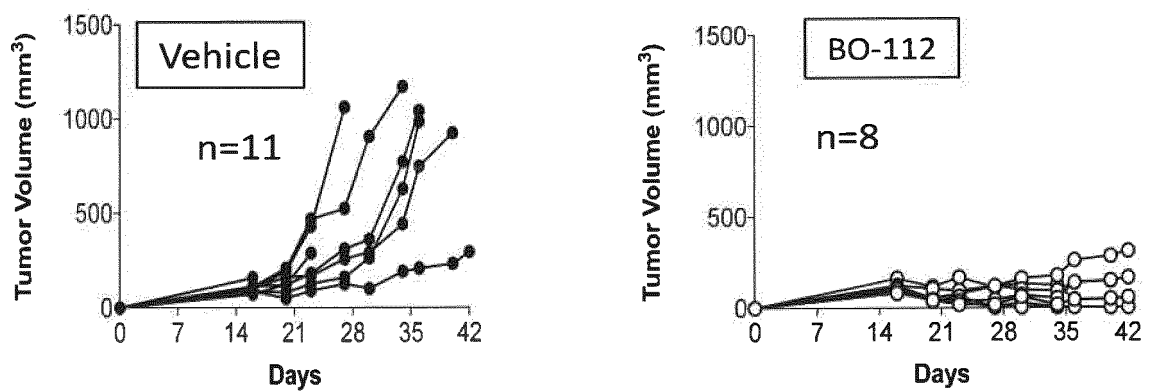 Tumor Volume (mm³)
1500
1000
500
0
Vehicle
n=11
0 7 14 21 28 35 42
Days
Tumor Volume (mm³)
1500
1000
500
0
BO-112
n=8
0 7 14 21 28 35 42
Days